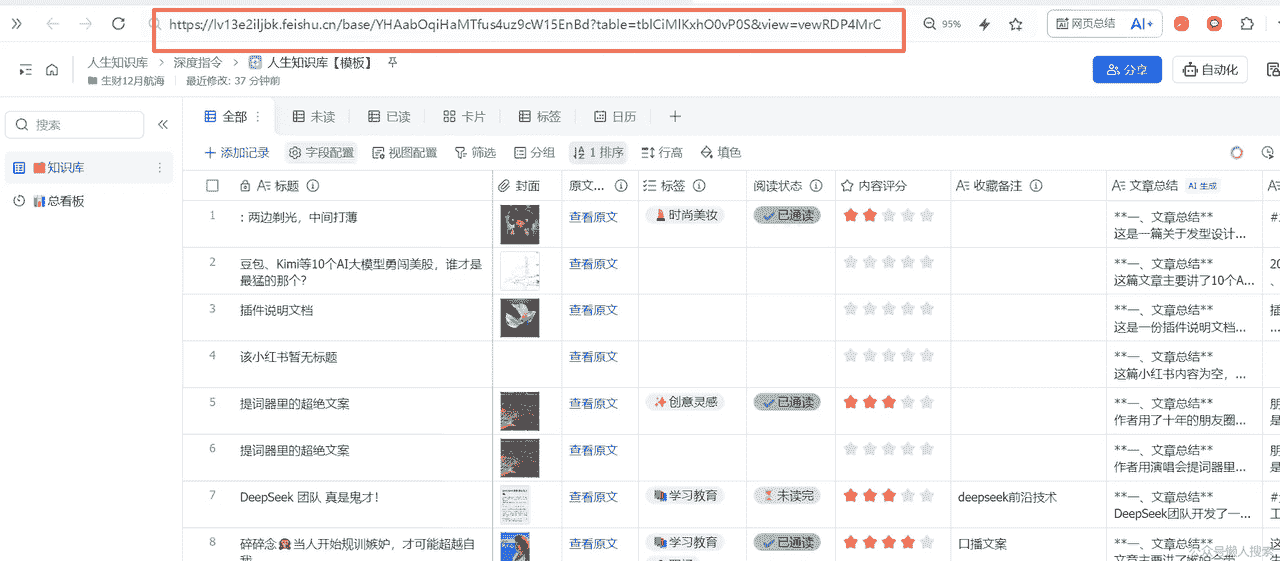 https://lv13e2iljbk.feishu.cn/base/YHAabOqiHaMTfus4uz9cW15EnBd?table=tblCiMIKxhO0vP0S&view=vewRDP4MrC
95%
网页总结 AI+
人生知识库 > 深度指令 > 人生知识库【模板】
生财12月航海 最近修改: 37 分钟前
分享
自动化
搜索
知识库
总看板
全部 未读 已读 卡片 标签 日历
添加记录 字段配置 视图配置 筛选 分组 1 排序 行高 填色
标题 封面 原文... 标签 阅读状态 内容评分 收藏备注 文章总结 AI 生成
1 : 两边剃光，中间打薄 查看原文 时尚美妆 已通读 **一、文章总结**
这是一篇关于发型设计...
2 豆包、Kimi等10个AI大模型勇闯美股，谁才是 查看原文 **一、文章总结**
最猛的那个? 这篇文章主要讲了10个A...
3 插件说明文档 查看原文 **一、文章总结**
这是一份插件说明文档...
4 该小红书暂无标题 查看原文 **一、文章总结**
这篇小红书内容为空，...
5 提词器里的超绝文案 查看原文 创意灵感 已通读 **一、文章总结**
作者用了十年的朋友圈...
6 提词器里的超绝文案 查看原文 **一、文章总结**
作者用演唱会提词器里...
7 DeepSeek 团队 真是鬼才! 查看原文 学习教育 未读完 deepseek前沿技术 **一、文章总结**
DeepSeek团队开发了一...
8 碎碎念 当人开始规训嫉妒，才可能超越自 查看原文 学习教育 已通读 口播文案 **一、文章总结**